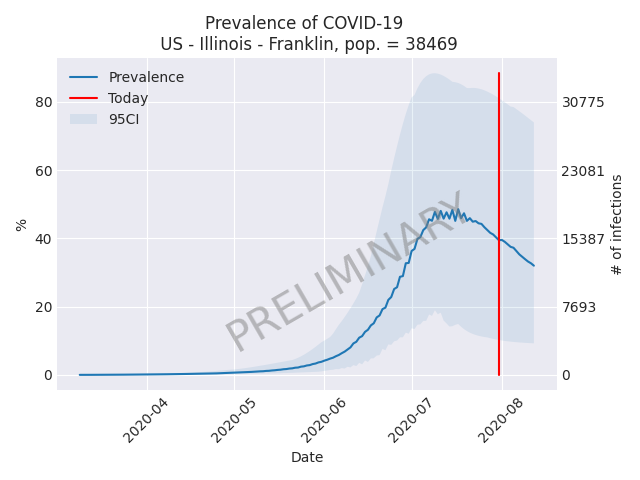 Prevalence of COVID-19
US - Illinois - Franklin, pop. = 38469
Prevalence
Today
95CI
80
60
40
20
0
%
30775
23081
15387
7693
0
# of infections
PRELIMINARY
2020-04
2020-05
2020-06
2020-07
2020-08
Date